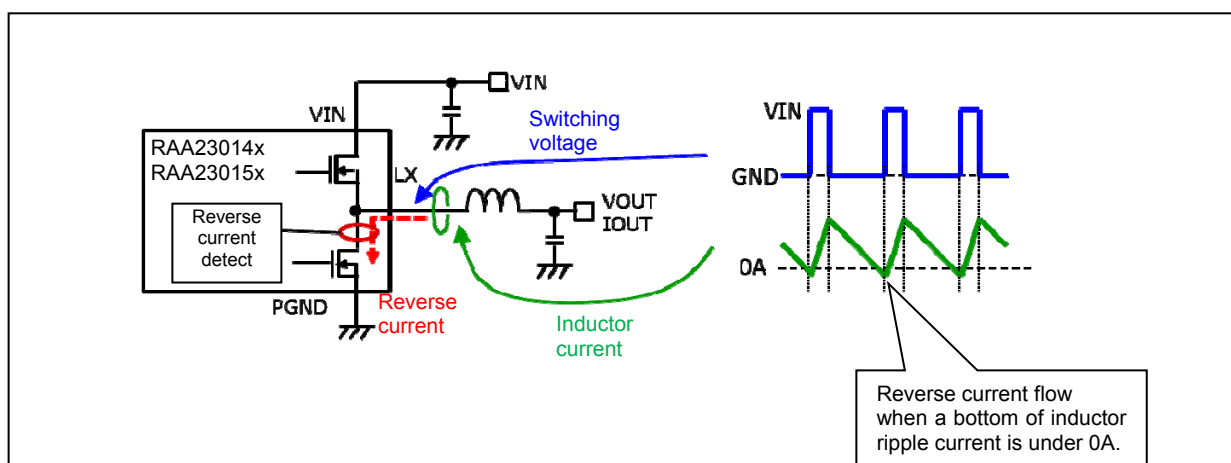 VIN
VIN
RAA23014x
RAA23015x
LX
Switching
voltage
VOUT
IOUT
Reverse
current
detect
PGND
Reverse
current
Inductor
current
VIN
GND
0A
Reverse current flow
when a bottom of inductor
ripple current is under 0A.